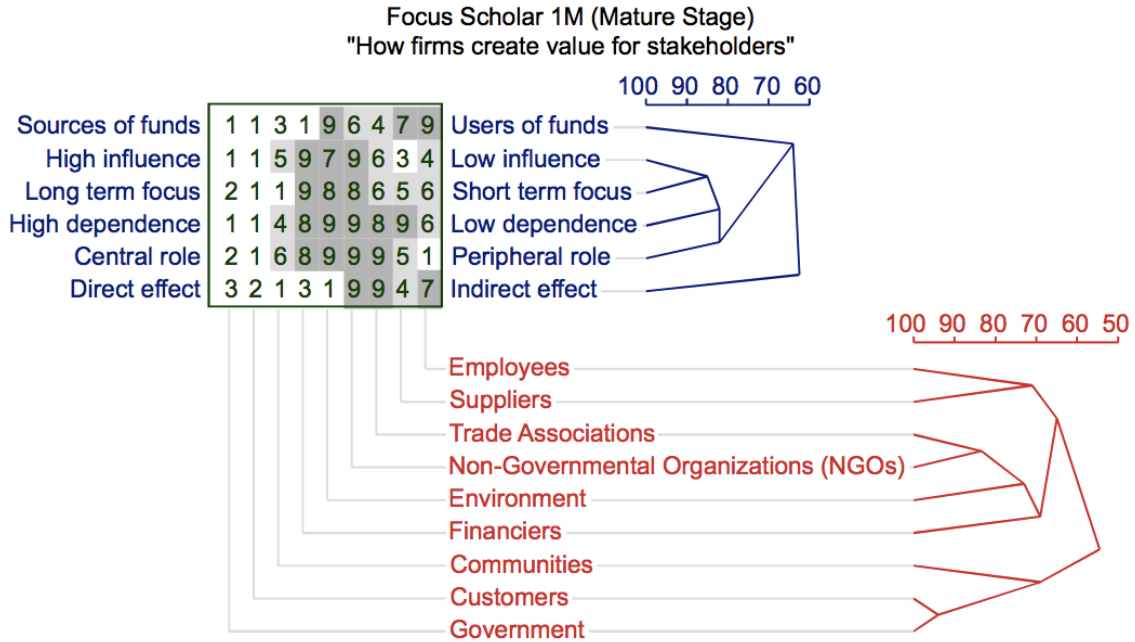 Focus Scholar 1M (Mature Stage)
"How firms create value for stakeholders"
100 90 80 70 60
Sources of funds 1 1 3 1 9 6 4 7 9 Users of funds
High influence 1 1 5 9 7 9 6 3 4 Low influence
Long term focus 2 1 1 9 8 8 6 5 6 Short term focus
High dependence 1 1 4 8 9 9 8 9 6 Low dependence
Central role 2 1 6 8 9 9 9 5 1 Peripheral role
Direct effect 3 2 1 3 1 9 9 4 7 Indirect effect
100 90 80 70 60 50
Employees
Suppliers
Trade Associations
Non-Governmental Organizations (NGOs)
Environment
Financiers
Communities
Customers
Government